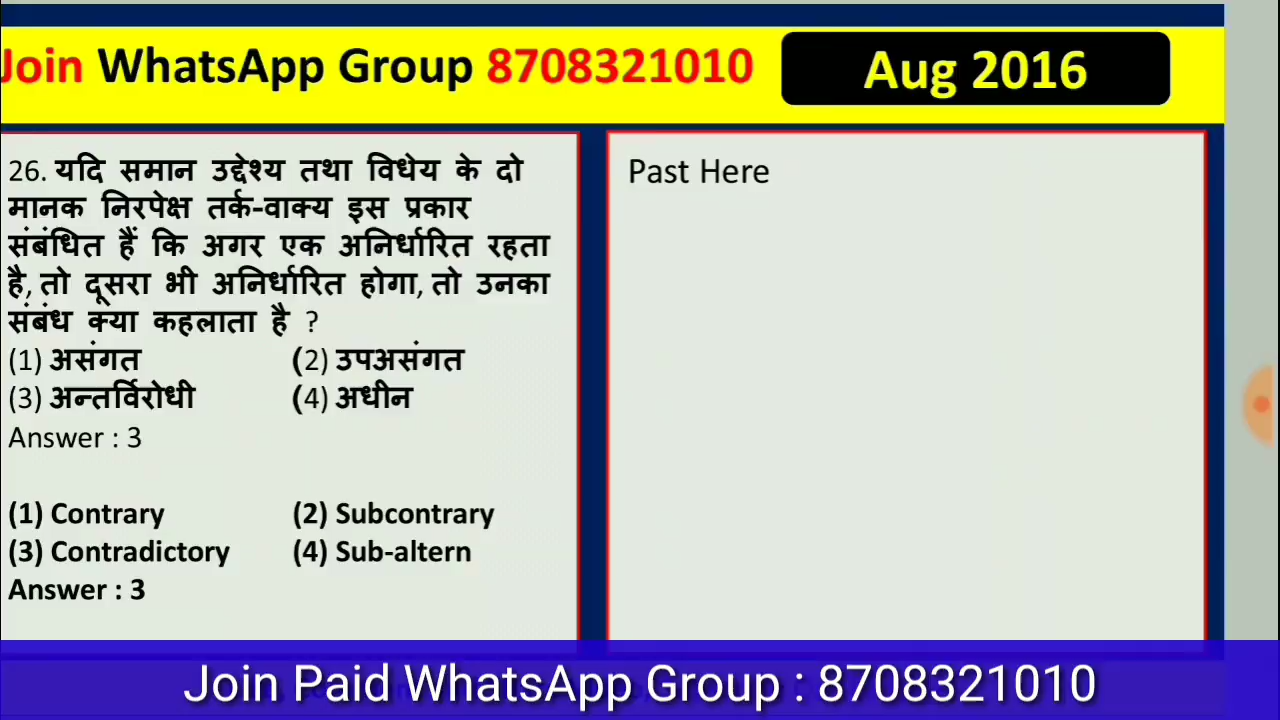 Join WhatsApp Group 8708321010
Aug 2016
26. यदि समान उद्देश्य तथा विधेय के दो
मानक निरपेक्ष तर्क-वाक्य इस प्रकार
संबंधित हैं कि अगर एक अनिर्धारित रहता
है, तो दूसरा भी अनिर्धारित होगा, तो उनका
संबंध क्या कहलाता है ?
(1) असंगत (2) उपअसंगत
(3) अन्तर्विरोधी (4) अधीन
Answer : 3
(1) Contrary (2) Subcontrary
(3) Contradictory (4) Sub-altern
Answer : 3
Past Here
Join Paid WhatsApp Group : 8708321010